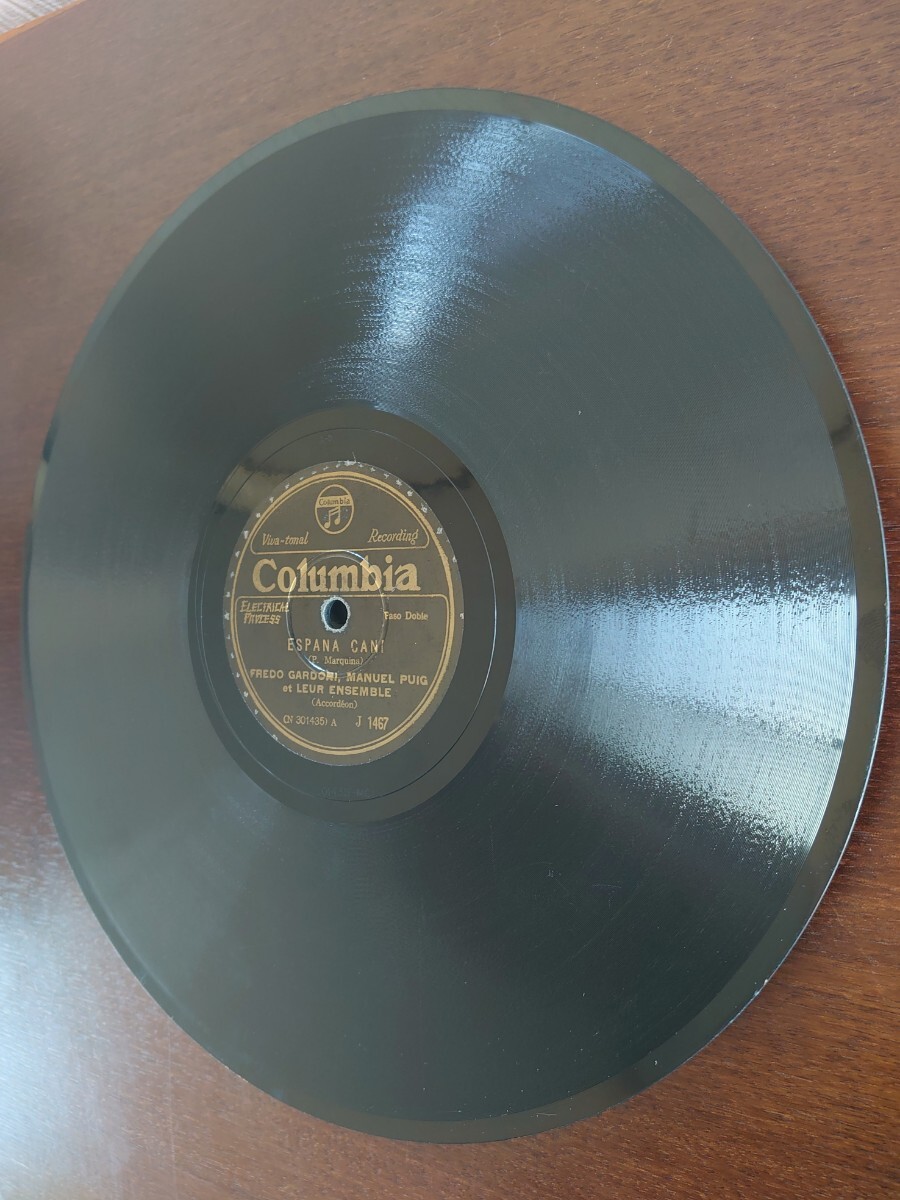 Columbia
Viva-tonal Recording
Columbia
ELECTRICAL PROCESS
Paso Doble
ESPANA CANI
(P. Marquina)
FREDO GARDONI, MANUEL PUIG
et LEUR ENSEMBLE
(Accordéon)
(N 301435) A J 1467